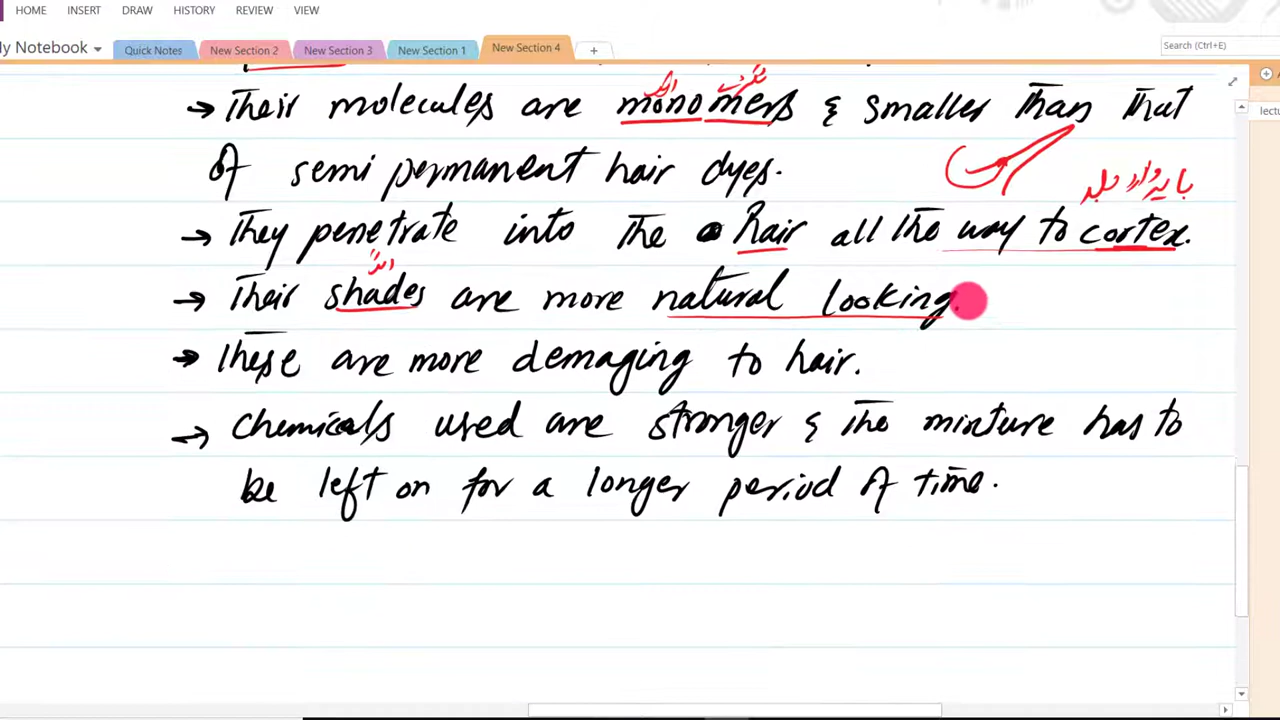 HOME INSERT DRAW HISTORY REVIEW VIEW
My Notebook Quick Notes New Section 2 New Section 3 New Section 1 New Section 4 + Search (Ctrl+E)
→ Their molecules are monomers & smaller than that
of semi permanent hair dyes.
→ They penetrate into the hair all the way to cortex.
→ Their shades are more natural looking.
→ These are more demaging to hair.
→ chemicals used are stronger & the mixture has to
be left on for a longer period of time.